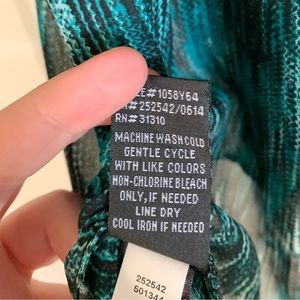 #1058Y64
#252542/0614
RN#31310
MACHINE WASH COLD
GENTLE CYCLE
WITH LIKE COLORS
NON-CHLORINE BLEACH
ONLY, IF NEEDED
LINE DRY
COOL IRON IF NEEDED
252542
501344